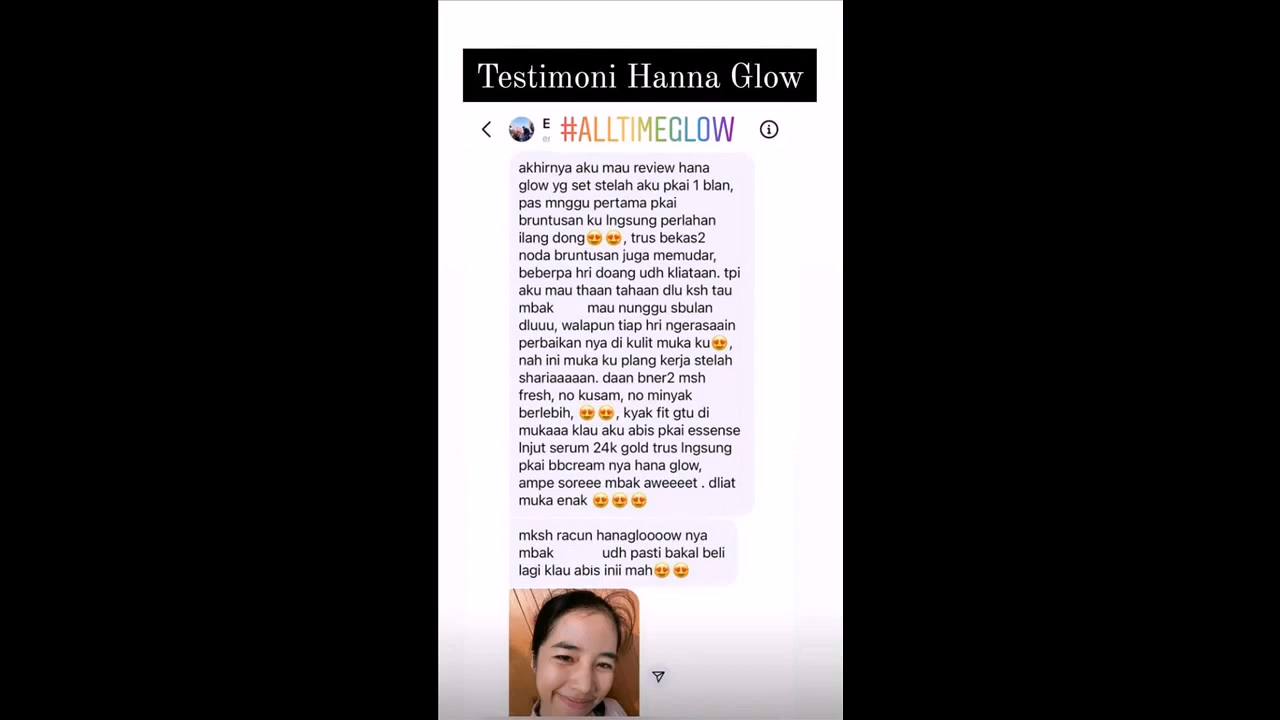 Testimoni Hanna Glow
E
#ALLTIMEGLOW
er
akhirnya aku mau review hana
glow yg set stelah aku pkai 1 blan,
pas mnggu pertama pkai
bruntusan ku lngsung perlahan
ilang dong😍😍, trus bekas2
noda bruntusan juga memudar,
beberpa hri doang udh kliataan. tpi
aku mau thaan tahaan dlu ksh tau
mbak mau nunggu sbulan
dluuu, walapun tiap hri ngerasaain
perbaikan nya di kulit muka ku😍,
nah ini muka ku plang kerja stelah
shariaaaaan. daan bner2 msh
fresh, no kusam, no minyak
berlebih, 😍😍, kyak fit gtu di
mukaaa klau aku abis pkai essense
lnjut serum 24k gold trus lngsung
pkai bbcream nya hana glow,
ampe soreee mbak aweeeet . dliat
muka enak 😍😍😍
mksh racun hanagloooow nya
mbak udh pasti bakal beli
lagi klau abis inii mah😍😍